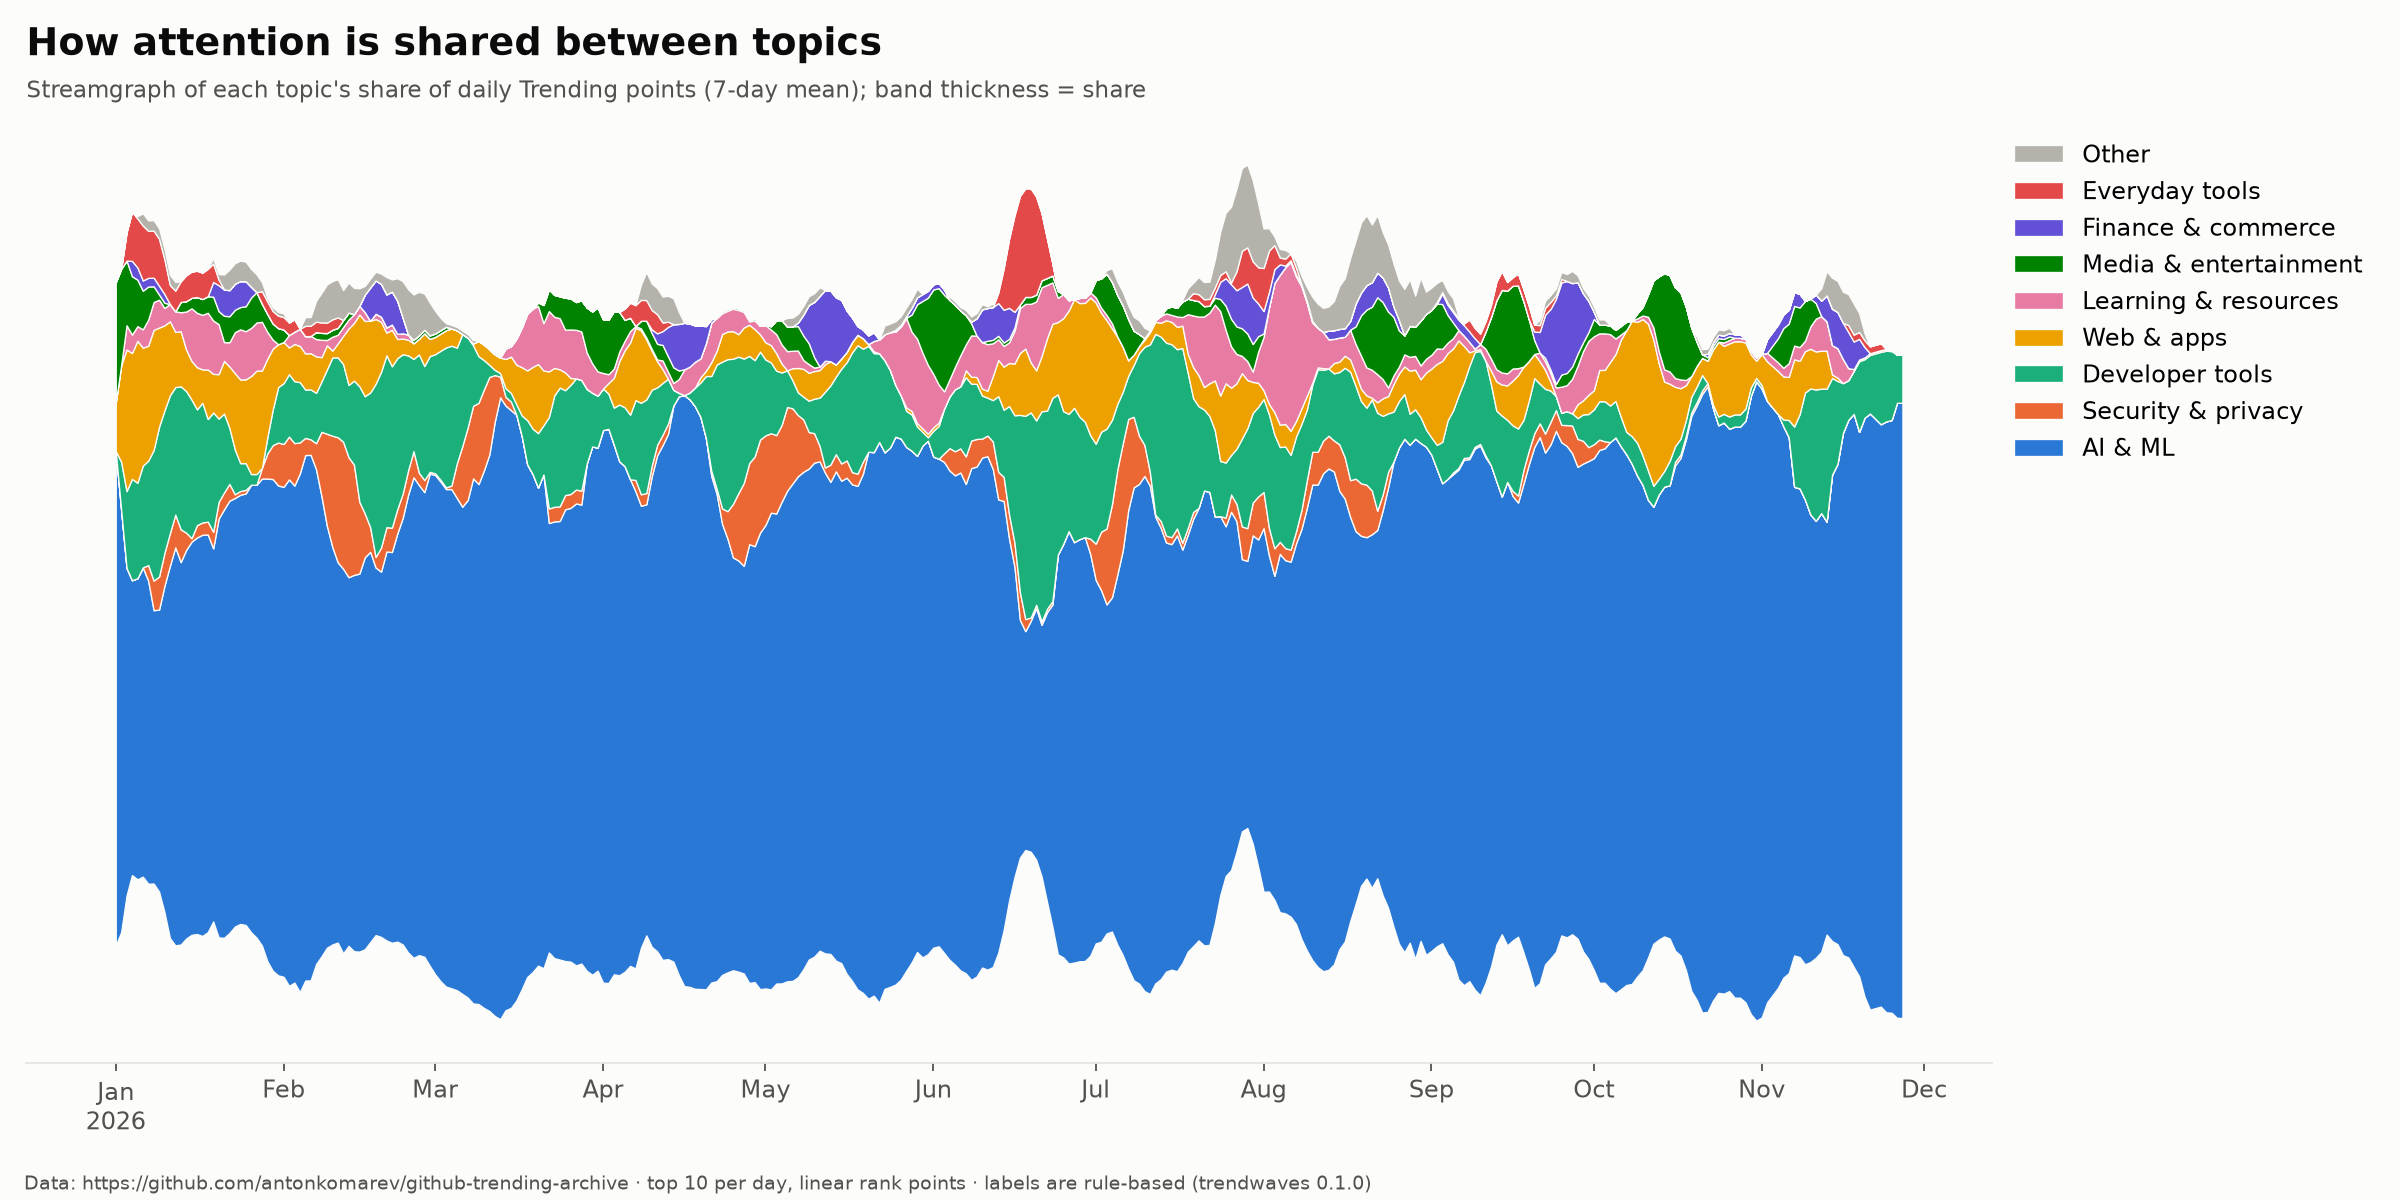 How attention is shared between topics
Streamgraph of each topic's share of daily Trending points (7-day mean); band thickness = share
Other
Everyday tools
Finance & commerce
Media & entertainment
Learning & resources
Web & apps
Developer tools
Security & privacy
AI & ML
Jan Feb Mar Apr May Jun Jul Aug Sep Oct Nov Dec
2026
Data: https://github.com/antonkomarev/github-trending-archive · top 10 per day, linear rank points · labels are rule-based (trendwaves 0.1.0)